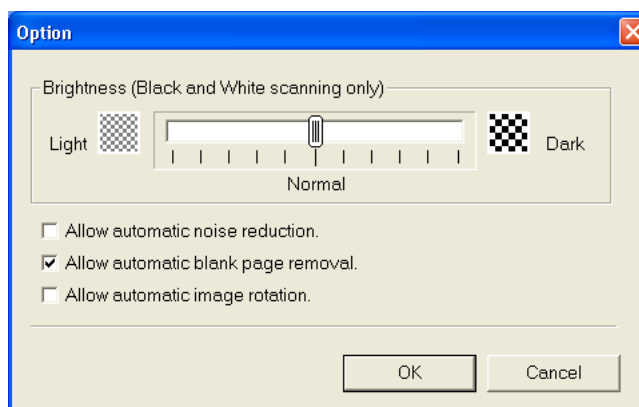 Option
Brightness (Black and White scanning only)
Light
Dark
Normal
Allow automatic noise reduction.
Allow automatic blank page removal.
Allow automatic image rotation.
OK
Cancel